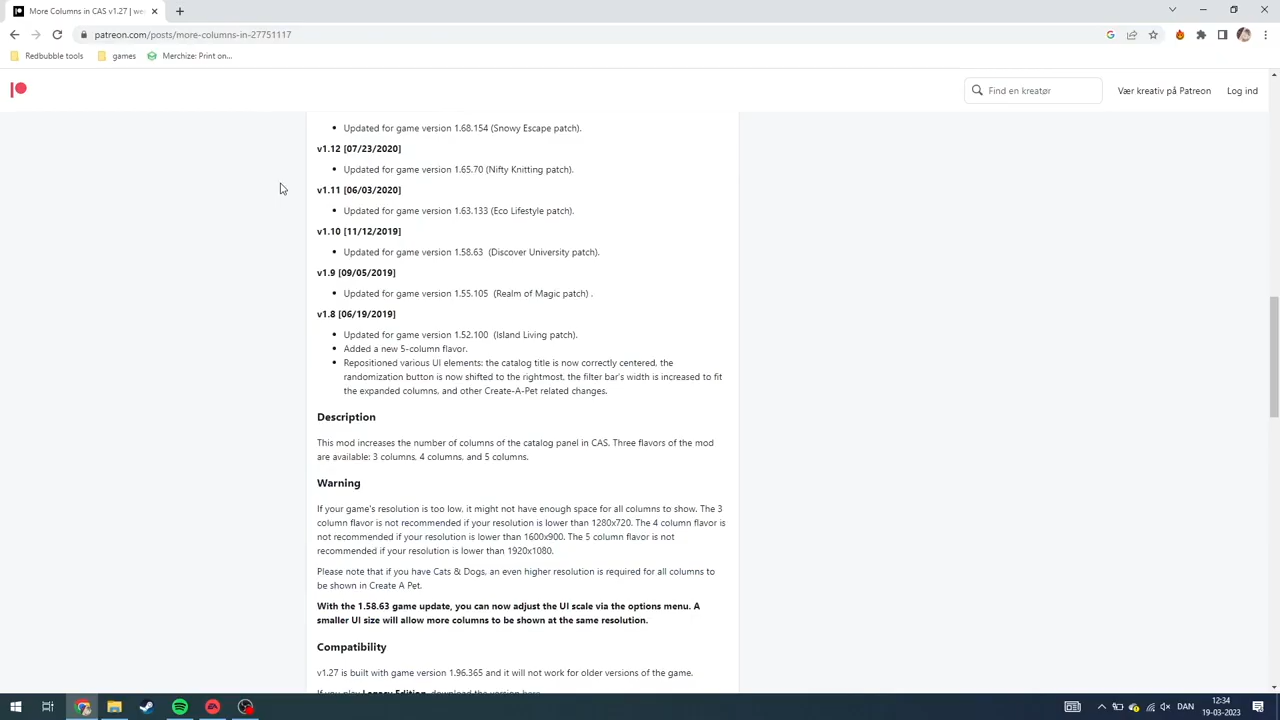 More Columns in CAS v1.27 | we
patreon.com/posts/more-columns-in-27751117
Redbubble tools
games
Merchize: Print on...
Find en kreatør
Vær kreativ på Patreon
Log ind
• Updated for game version 1.68.154 (Snowy Escape patch).
v1.12 [07/23/2020]
• Updated for game version 1.65.70 (Nifty Knitting patch).
v1.11 [06/03/2020]
• Updated for game version 1.63.133 (Eco Lifestyle patch).
v1.10 [11/12/2019]
• Updated for game version 1.58.63 (Discover University patch).
v1.9 [09/05/2019]
• Updated for game version 1.55.105 (Realm of Magic patch) .
v1.8 [06/19/2019]
• Updated for game version 1.52.100 (Island Living patch).
• Added a new 5-column flavor.
• Repositioned various UI elements: the catalog title is now correctly centered, the
randomization button is now shifted to the rightmost, the filter bar's width is increased to fit
the expanded columns, and other Create-A-Pet related changes.
Description
This mod increases the number of columns of the catalog panel in CAS. Three flavors of the mod
are available: 3 columns, 4 columns, and 5 columns.
Warning
If your game's resolution is too low, it might not have enough space for all columns to show. The 3
column flavor is not recommended if your resolution is lower than 1280x720. The 4 column flavor is
not recommended if your resolution is lower than 1600x900. The 5 column flavor is not
recommended if your resolution is lower than 1920x1080.
Please note that if you have Cats & Dogs, an even higher resolution is required for all columns to
be shown in Create A Pet.
With the 1.58.63 game update, you can now adjust the UI scale via the options menu. A
smaller UI size will allow more columns to be shown at the same resolution.
Compatibility
v1.27 is built with game version 1.96.365 and it will not work for older versions of the game.
If you play Legacy Edition, download the version here.
DAN
12:34
19-03-2023